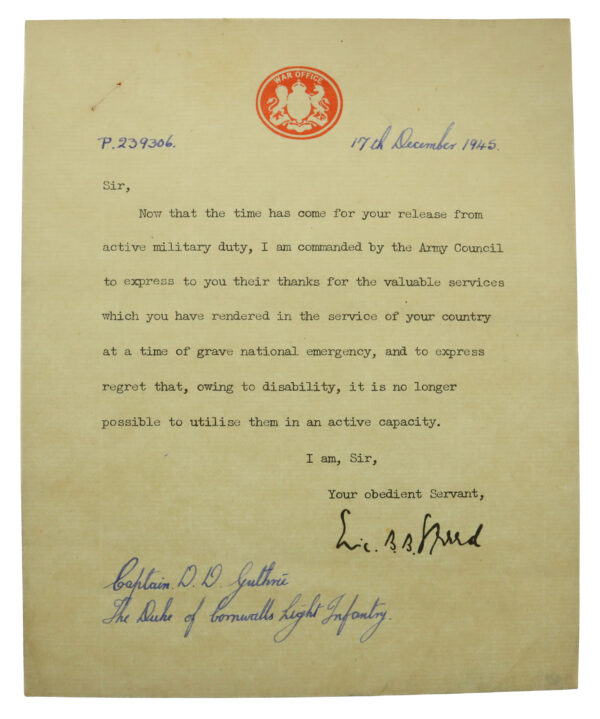 WAR OFFICE
P.239306.
17th December 1945.
Sir,
Now that the time has come for your release from
active military duty, I am commanded by the Army Council
to express to you their thanks for the valuable services
which you have rendered in the service of your country
at a time of grave national emergency, and to express
regret that, owing to disability, it is no longer
possible to utilise them in an active capacity.
I am, Sir,
Your obedient Servant,
Eric. B. B. Speed
Captain. D. D. Guthrie
The Duke of Cornwalls Light Infantry.